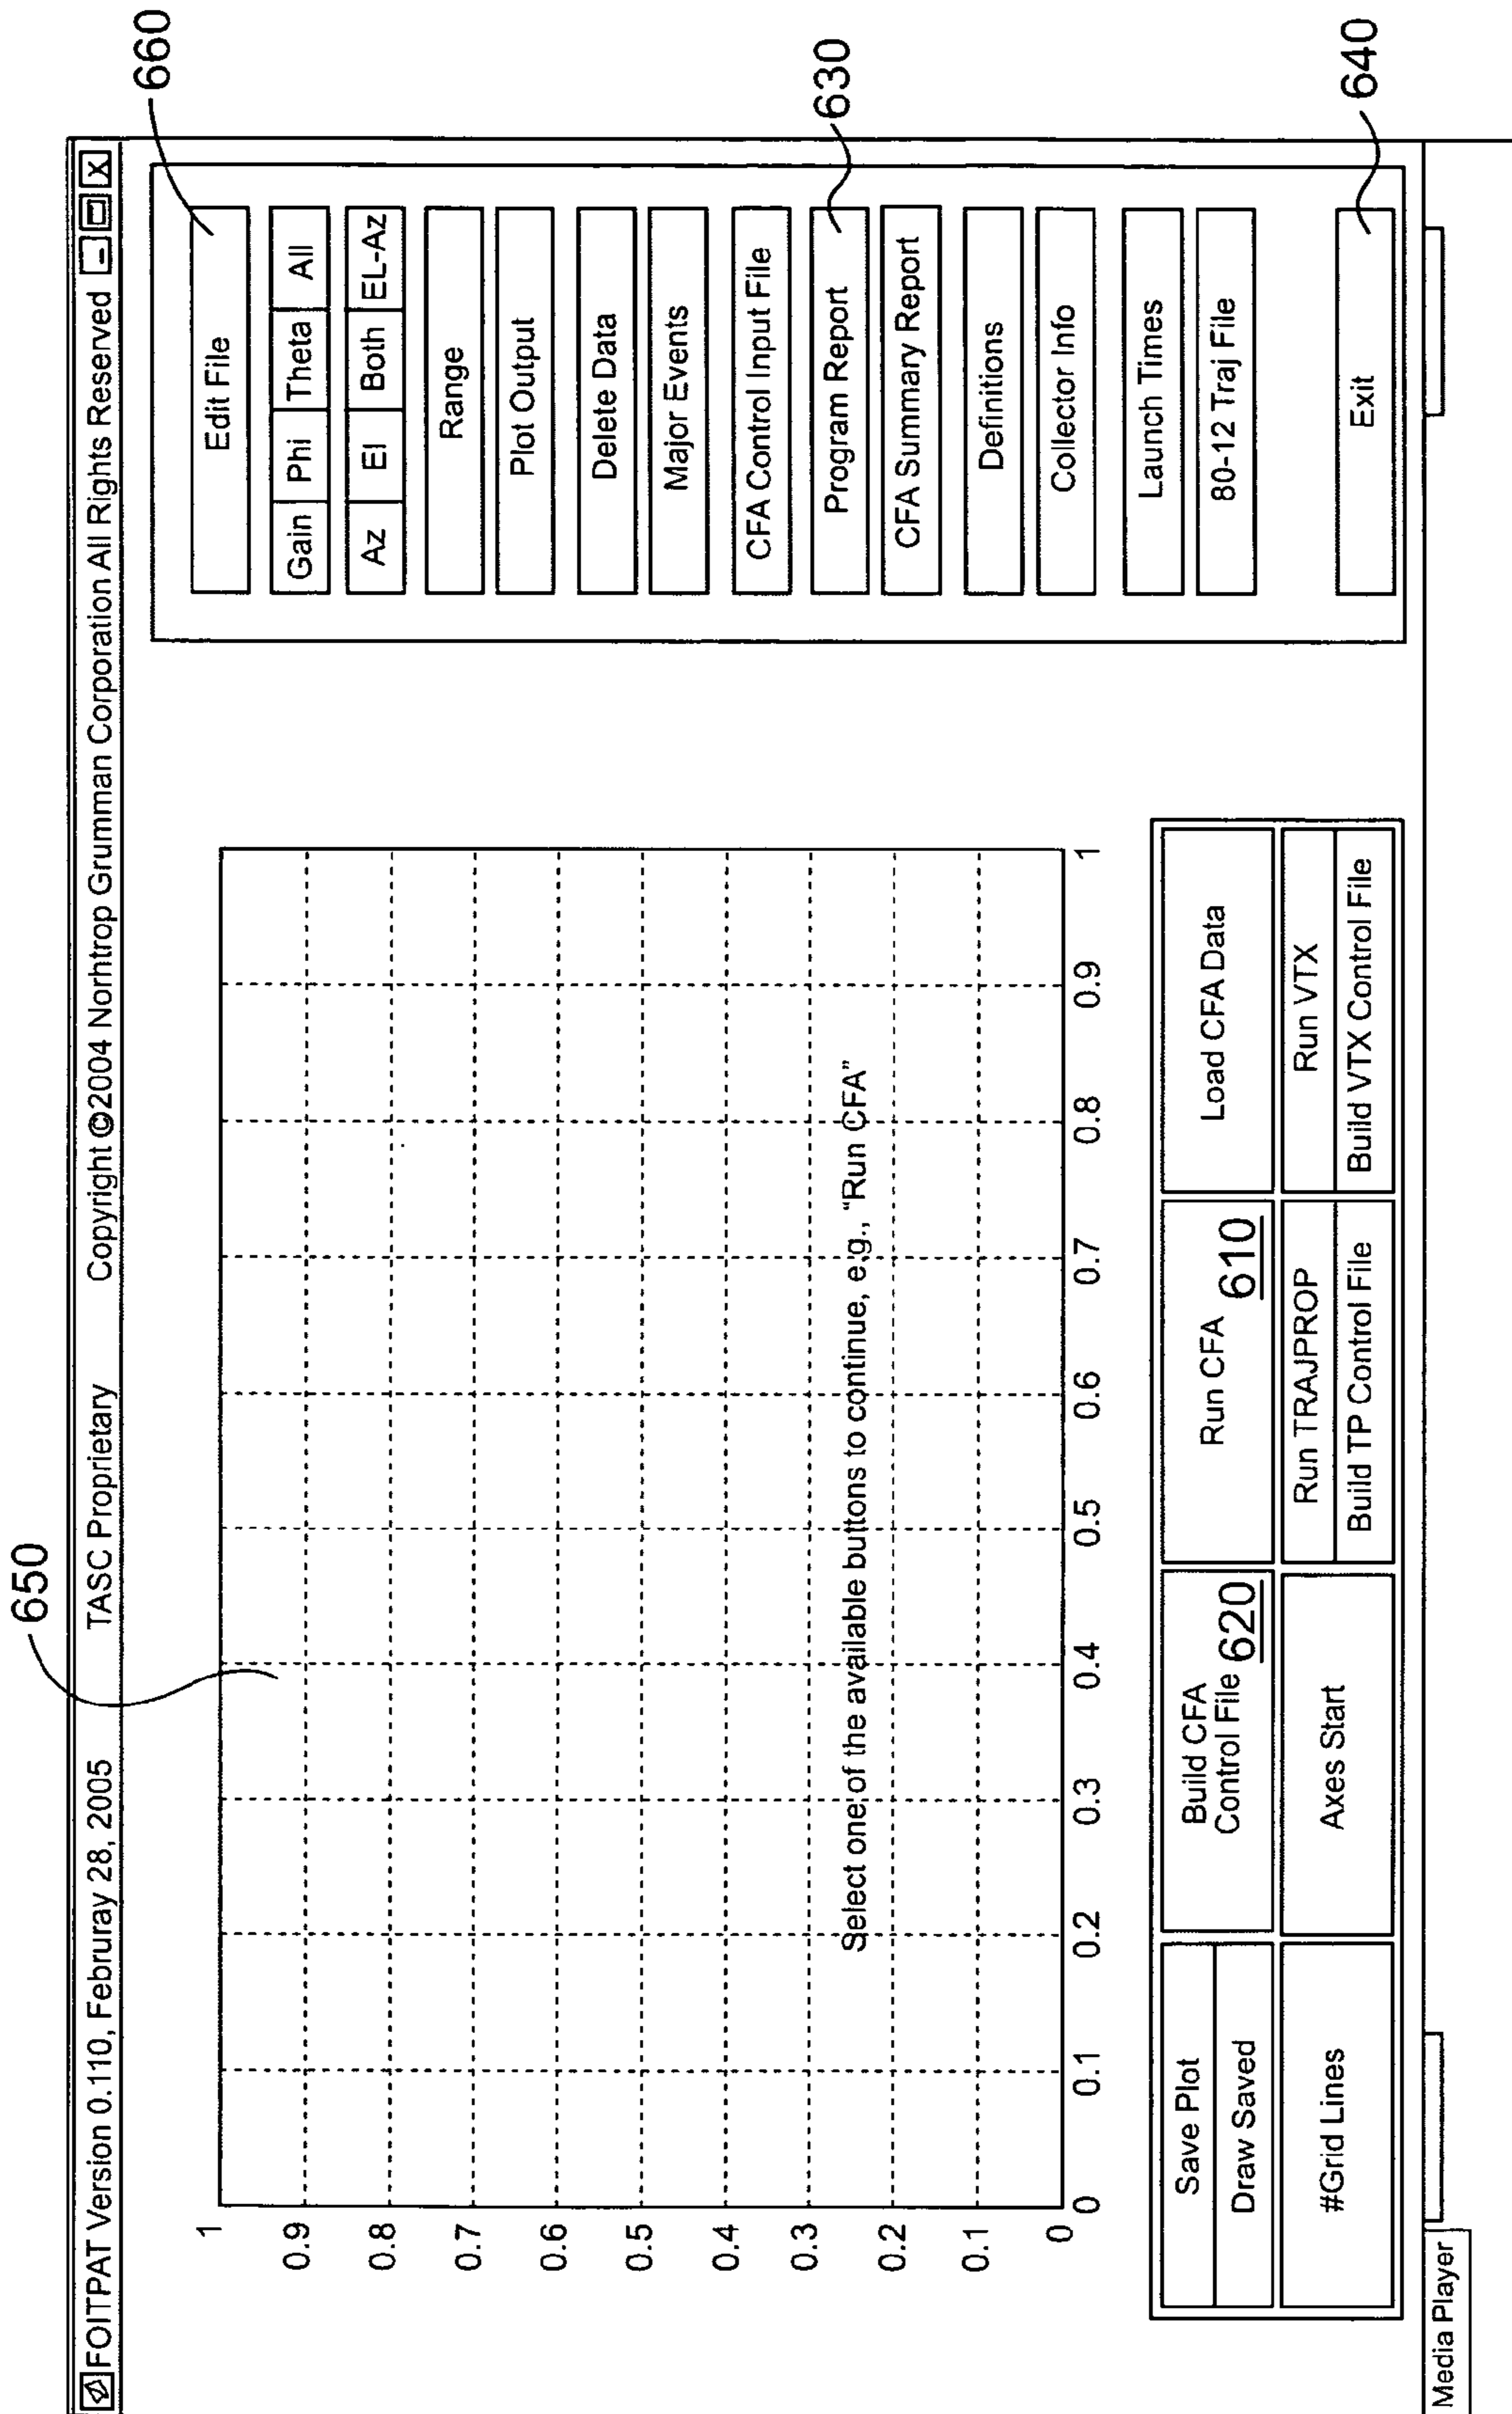 650
660
FOITPAT Version 0.110, Februray 28, 2005 TASC Proprietary Copyright ©2004 Norhtrop Grumman Corporation All Rights Reserved
1
0.9
0.8
0.7
0.6
0.5
0.4
0.3
0.2
0.1
0
Select one of the available buttons to continue, e.g., "Run CFA"
0 0.1 0.2 0.3 0.4 0.5 0.6 0.7 0.8 0.9 1
Edit File
Gain Phi Theta All
Az El Both EL-Az
Range
Plot Output
Delete Data
Major Events
CFA Control Input File
Program Report
630
CFA Summary Report
Definitions
Collector Info
Launch Times
80-12 Traj File
Exit
640
Save Plot
Draw Saved
Build CFA
Control File 620
Run CFA 610
Load CFA Data
#Grid Lines
Axes Start
Run TRAJPROP
Build TP Control File
Run VTX
Build VTX Control File
Media Player